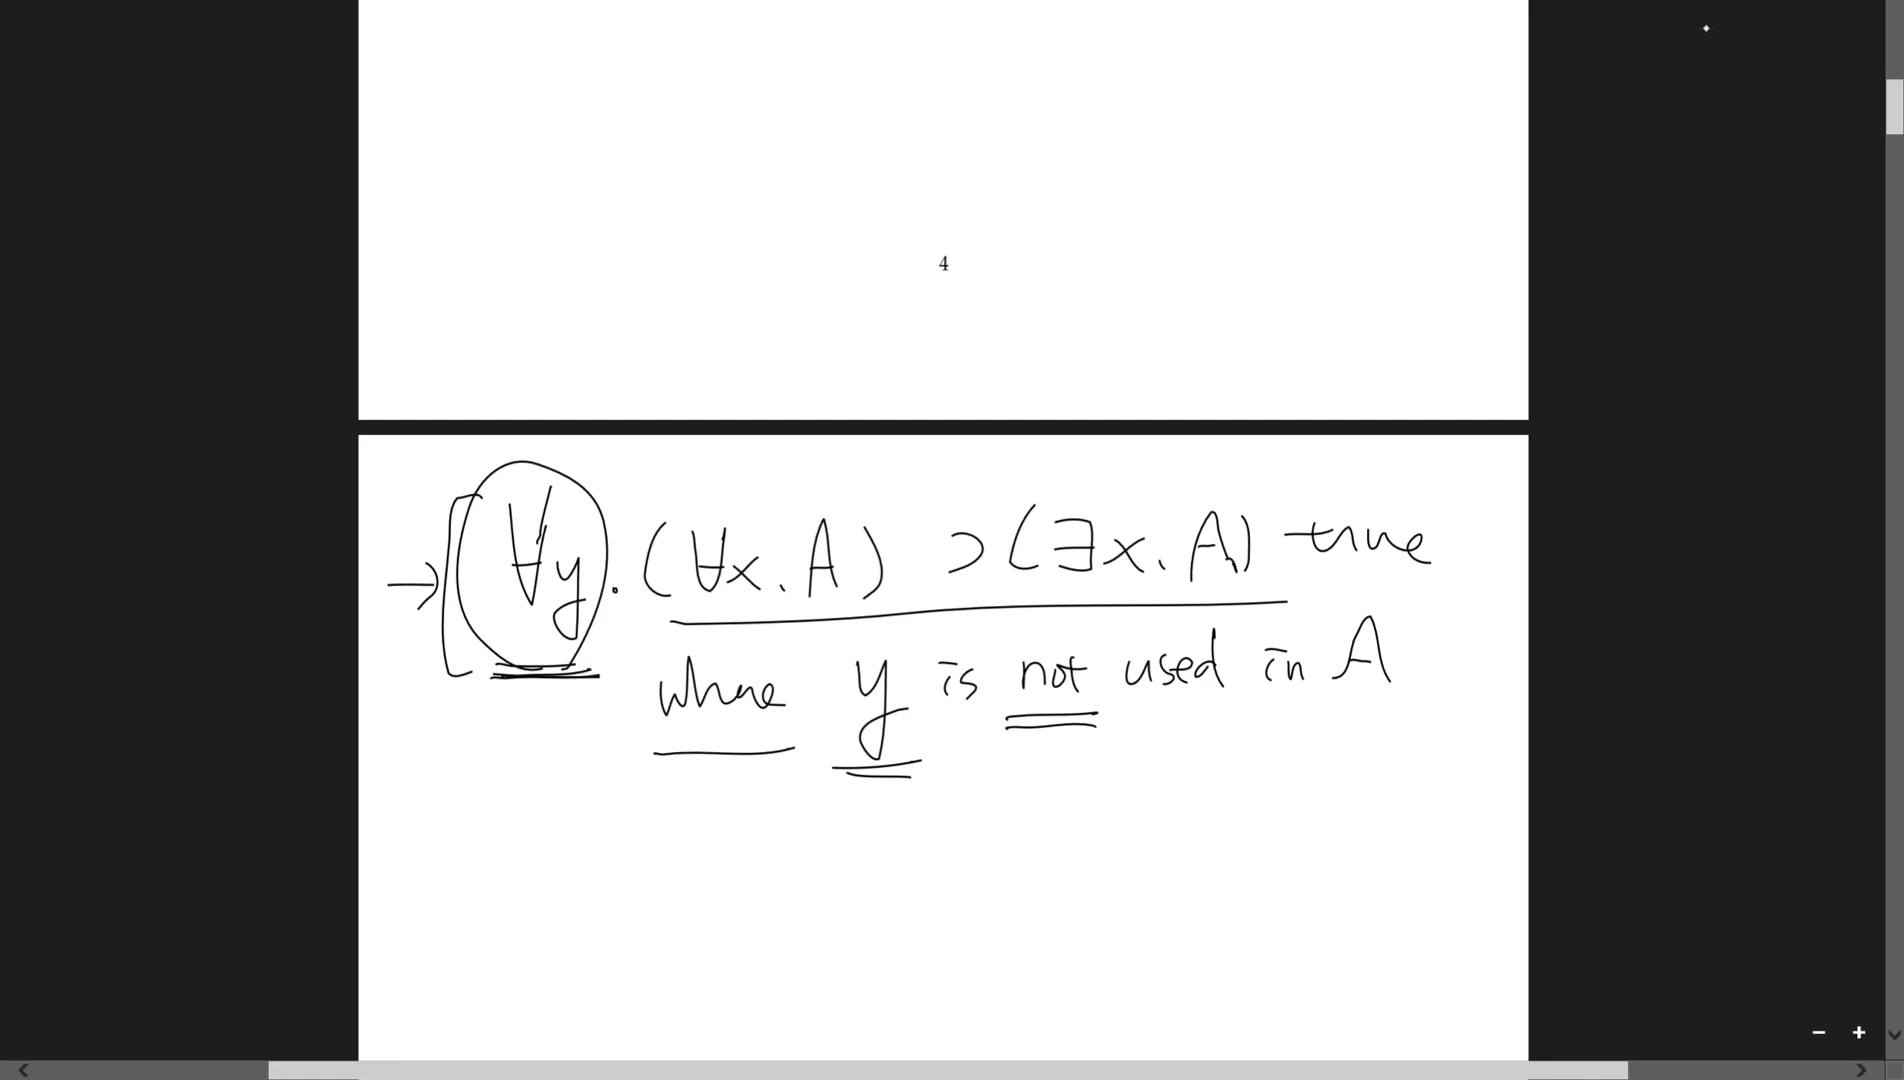 4
→ [∀y. (∀x. A) ⊃ (∃x. A) true
where y is not used in A